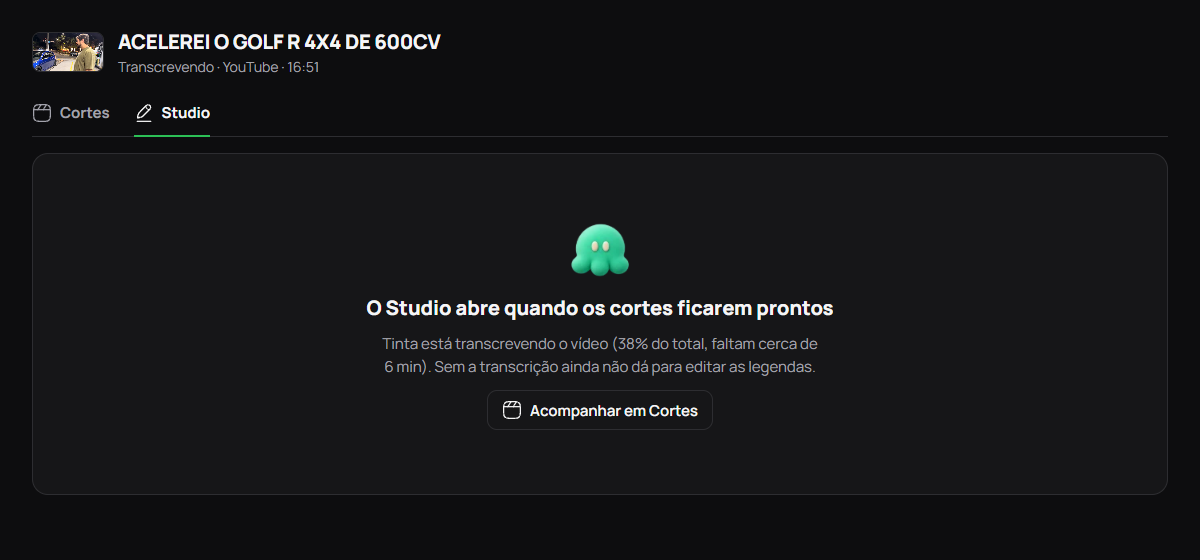 ACELEREI O GOLF R 4X4 DE 600CV
Transcrevendo · YouTube · 16:51
Cortes
Studio
O Studio abre quando os cortes ficarem prontos
Tinta está transcrevendo o vídeo (38% do total, faltam cerca de
6 min). Sem a transcrição ainda não dá para editar as legendas.
Acompanhar em Cortes